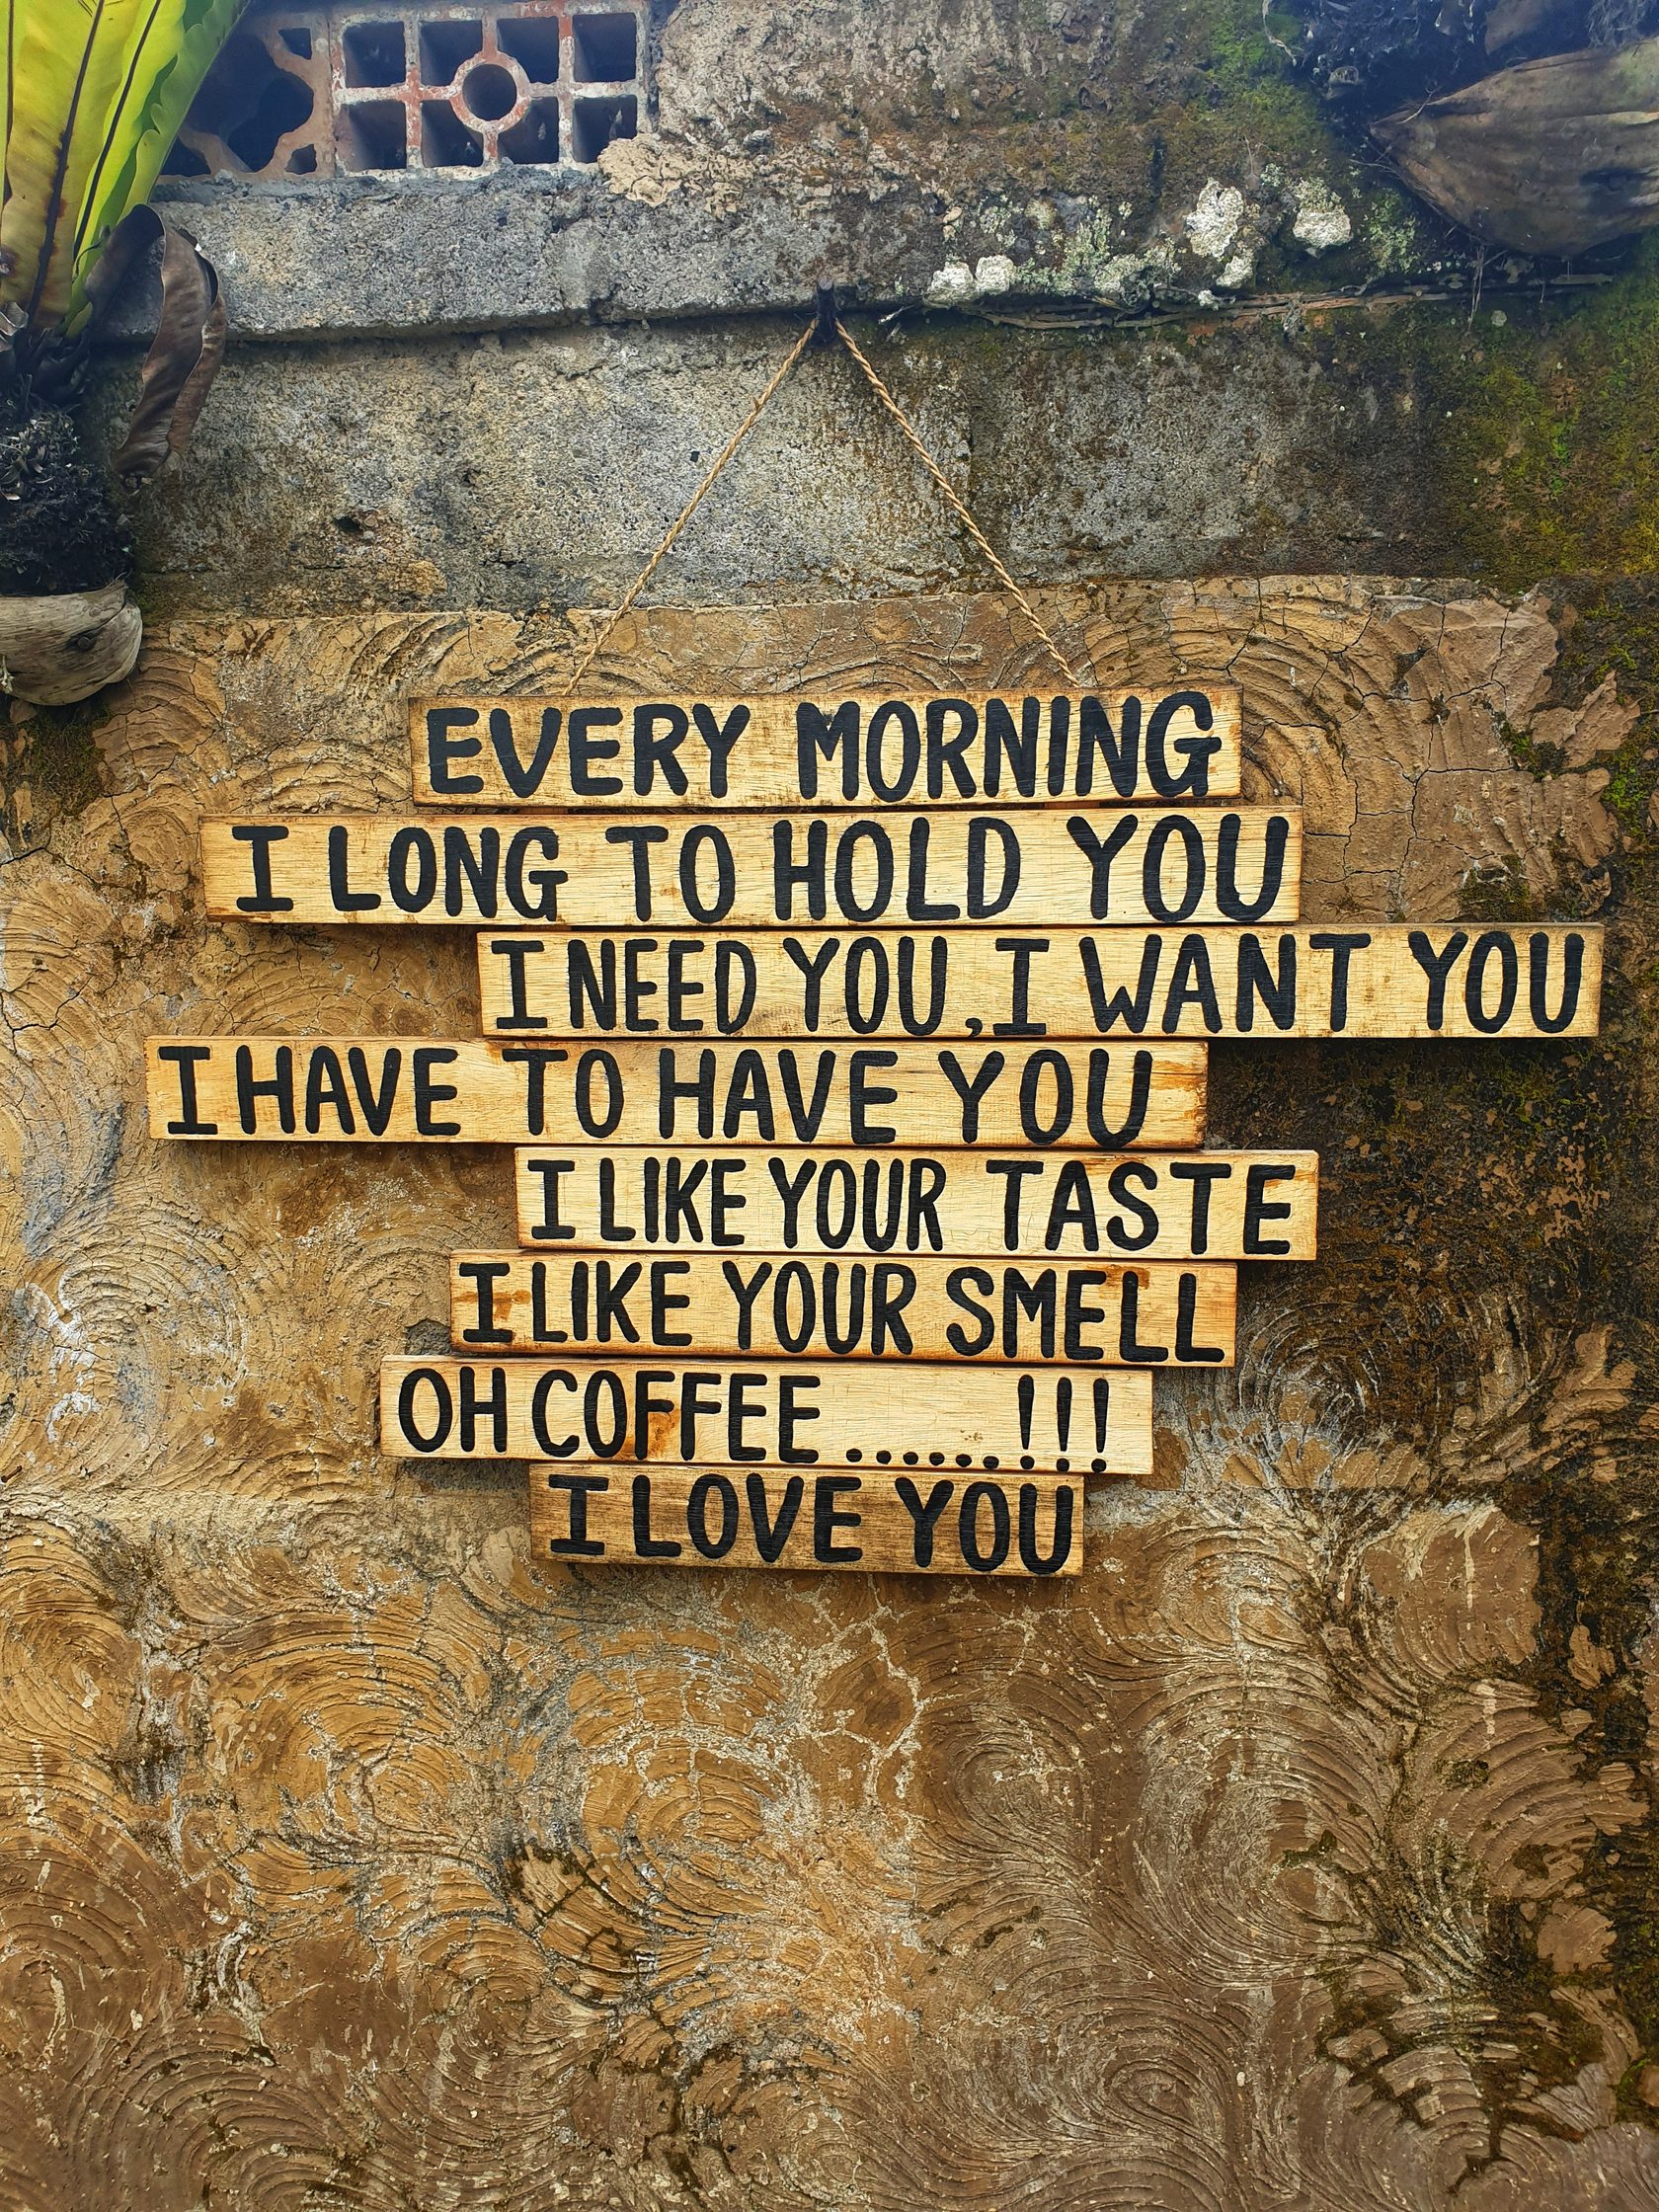 EVERY MORNING
I LONG TO HOLD YOU
I NEED YOU, I WANT YOU
I HAVE TO HAVE YOU
I LIKE YOUR TASTE
I LIKE YOUR SMELL
OH COFFEE ...... !!!
I LOVE YOU